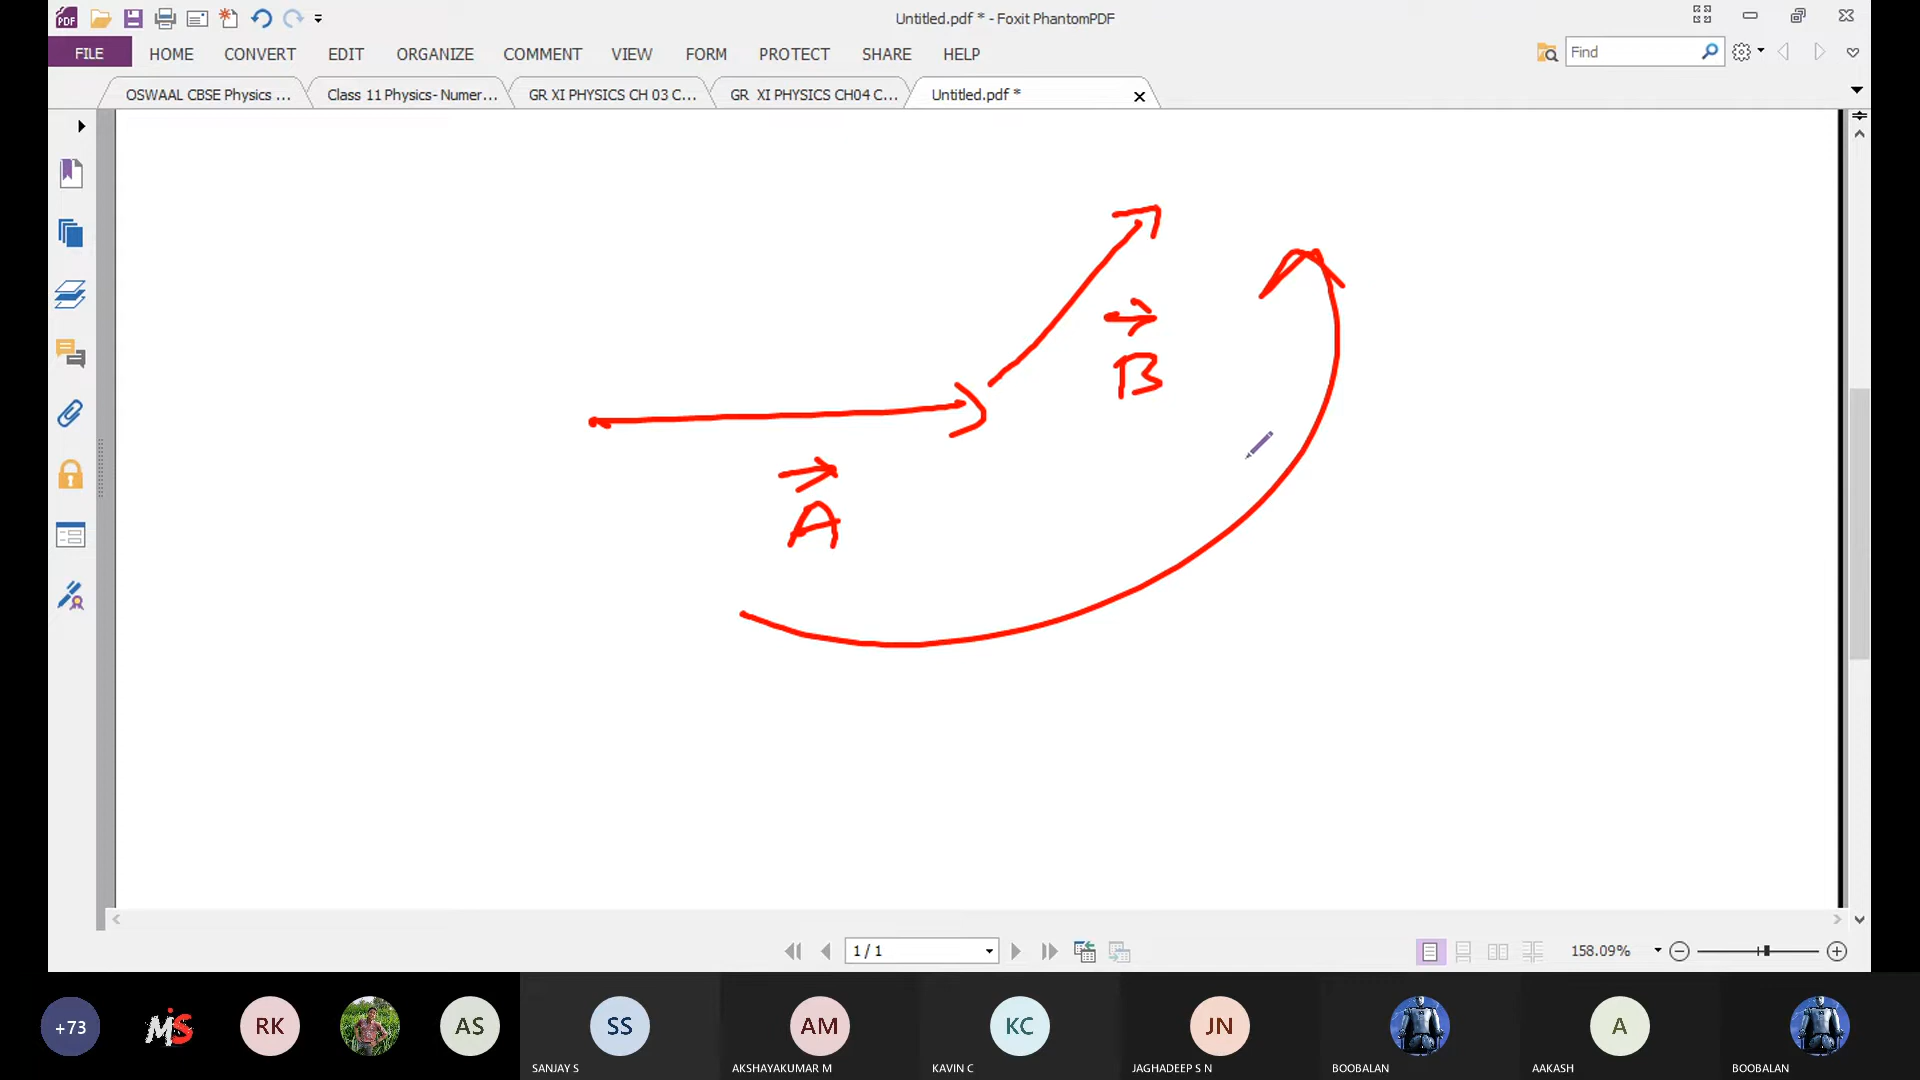 Untitled.pdf * - Foxit PhantomPDF
FILE HOME CONVERT EDIT ORGANIZE COMMENT VIEW FORM PROTECT SHARE HELP
Find
OSWAAL CBSE Physics ... Class 11 Physics- Numer... GR XI PHYSICS CH 03 C... GR XI PHYSICS CH04 C... Untitled.pdf *
B
A
1 / 1
158.09%
+73 MS RK AS SS AM KC JN A
SANJAY S AKSHAYAKUMAR M KAVIN C JAGHADEEP S N BOOBALAN AAKASH BOOBALAN